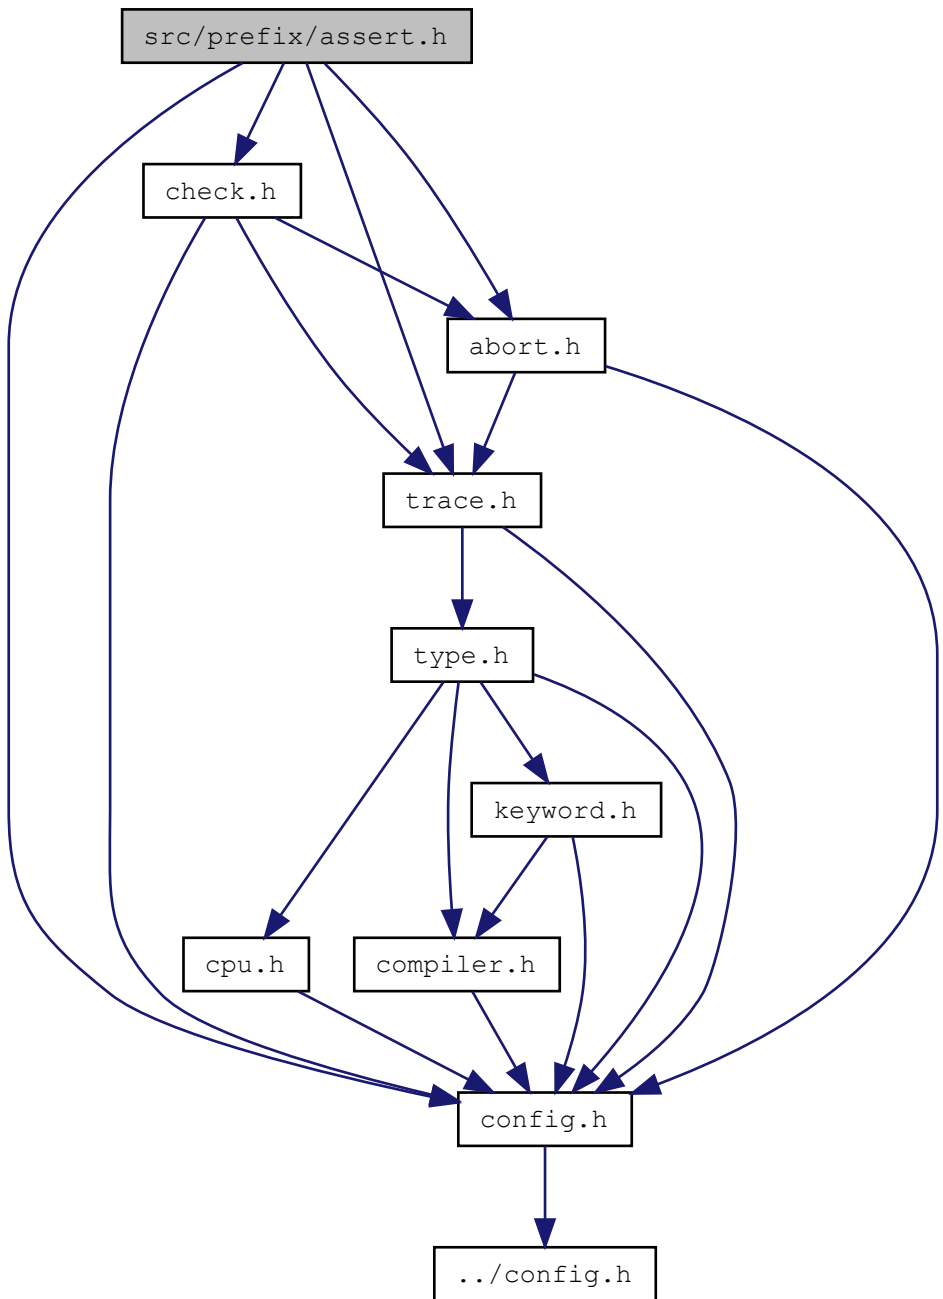 src/prefix/assert.h
check.h
abort.h
trace.h
type.h
keyword.h
cpu.h
compiler.h
config.h
../config.h